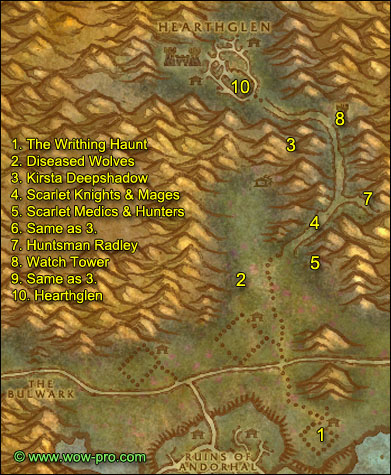 HEARTHGLEN
10
8
3
7
4
5
2
1
1. The Writhing Haunt
2. Diseased Wolves
3. Kirsta Deepshadow
4. Scarlet Knights & Mages
5. Scarlet Medics & Hunters
6. Same as 3.
7. Huntsman Radley
8. Watch Tower
9. Same as 3.
10. Hearthglen
THE
BULWARK
RUINS OF
ANDORHAL
© www.wow-pro.com